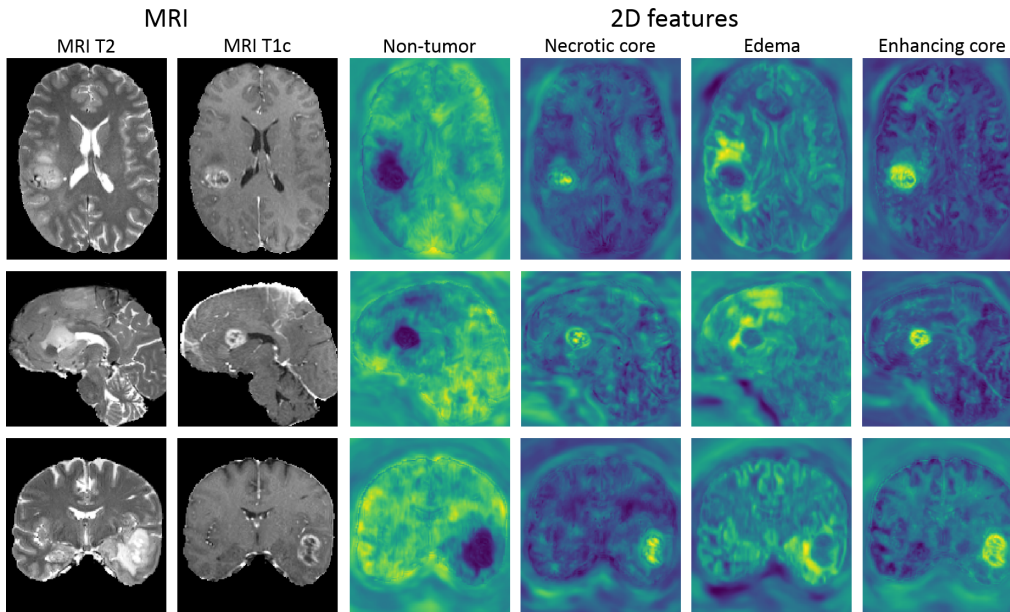 MRI
2D features
MRI T2
MRI T1c
Non-tumor
Necrotic core
Edema
Enhancing core